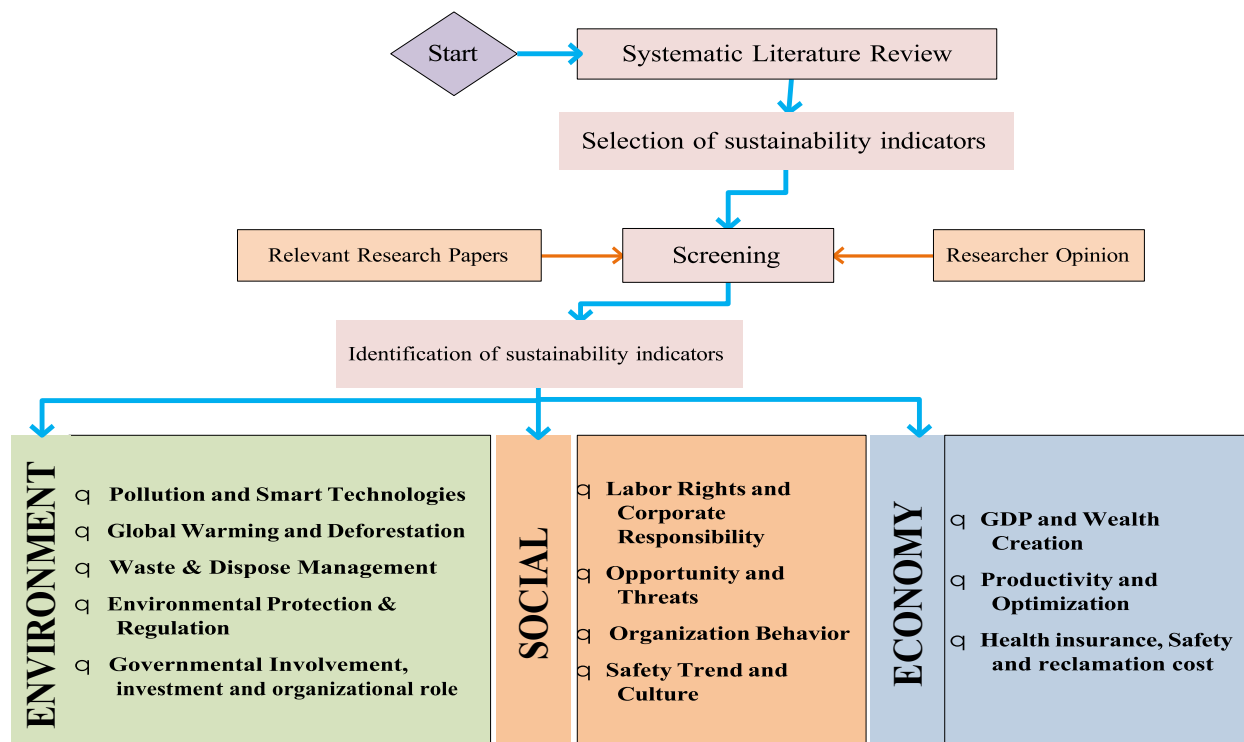 Start
Systematic Literature Review
Selection of sustainability indicators
Relevant Research Papers
Screening
Researcher Opinion
Identification of sustainability indicators
ENVIRONMENT
q Pollution and Smart Technologies
q Global Warming and Deforestation
q Waste & Dispose Management
q Environmental Protection &
Regulation
q Governmental Involvement,
investment and organizational role
SOCIAL
q Labor Rights and
Corporate
Responsibility
q Opportunity and
Threats
q Organization Behavior
q Safety Trend and
Culture
ECONOMY
q GDP and Wealth
Creation
q Productivity and
Optimization
q Health insurance, Safety
and reclamation cost